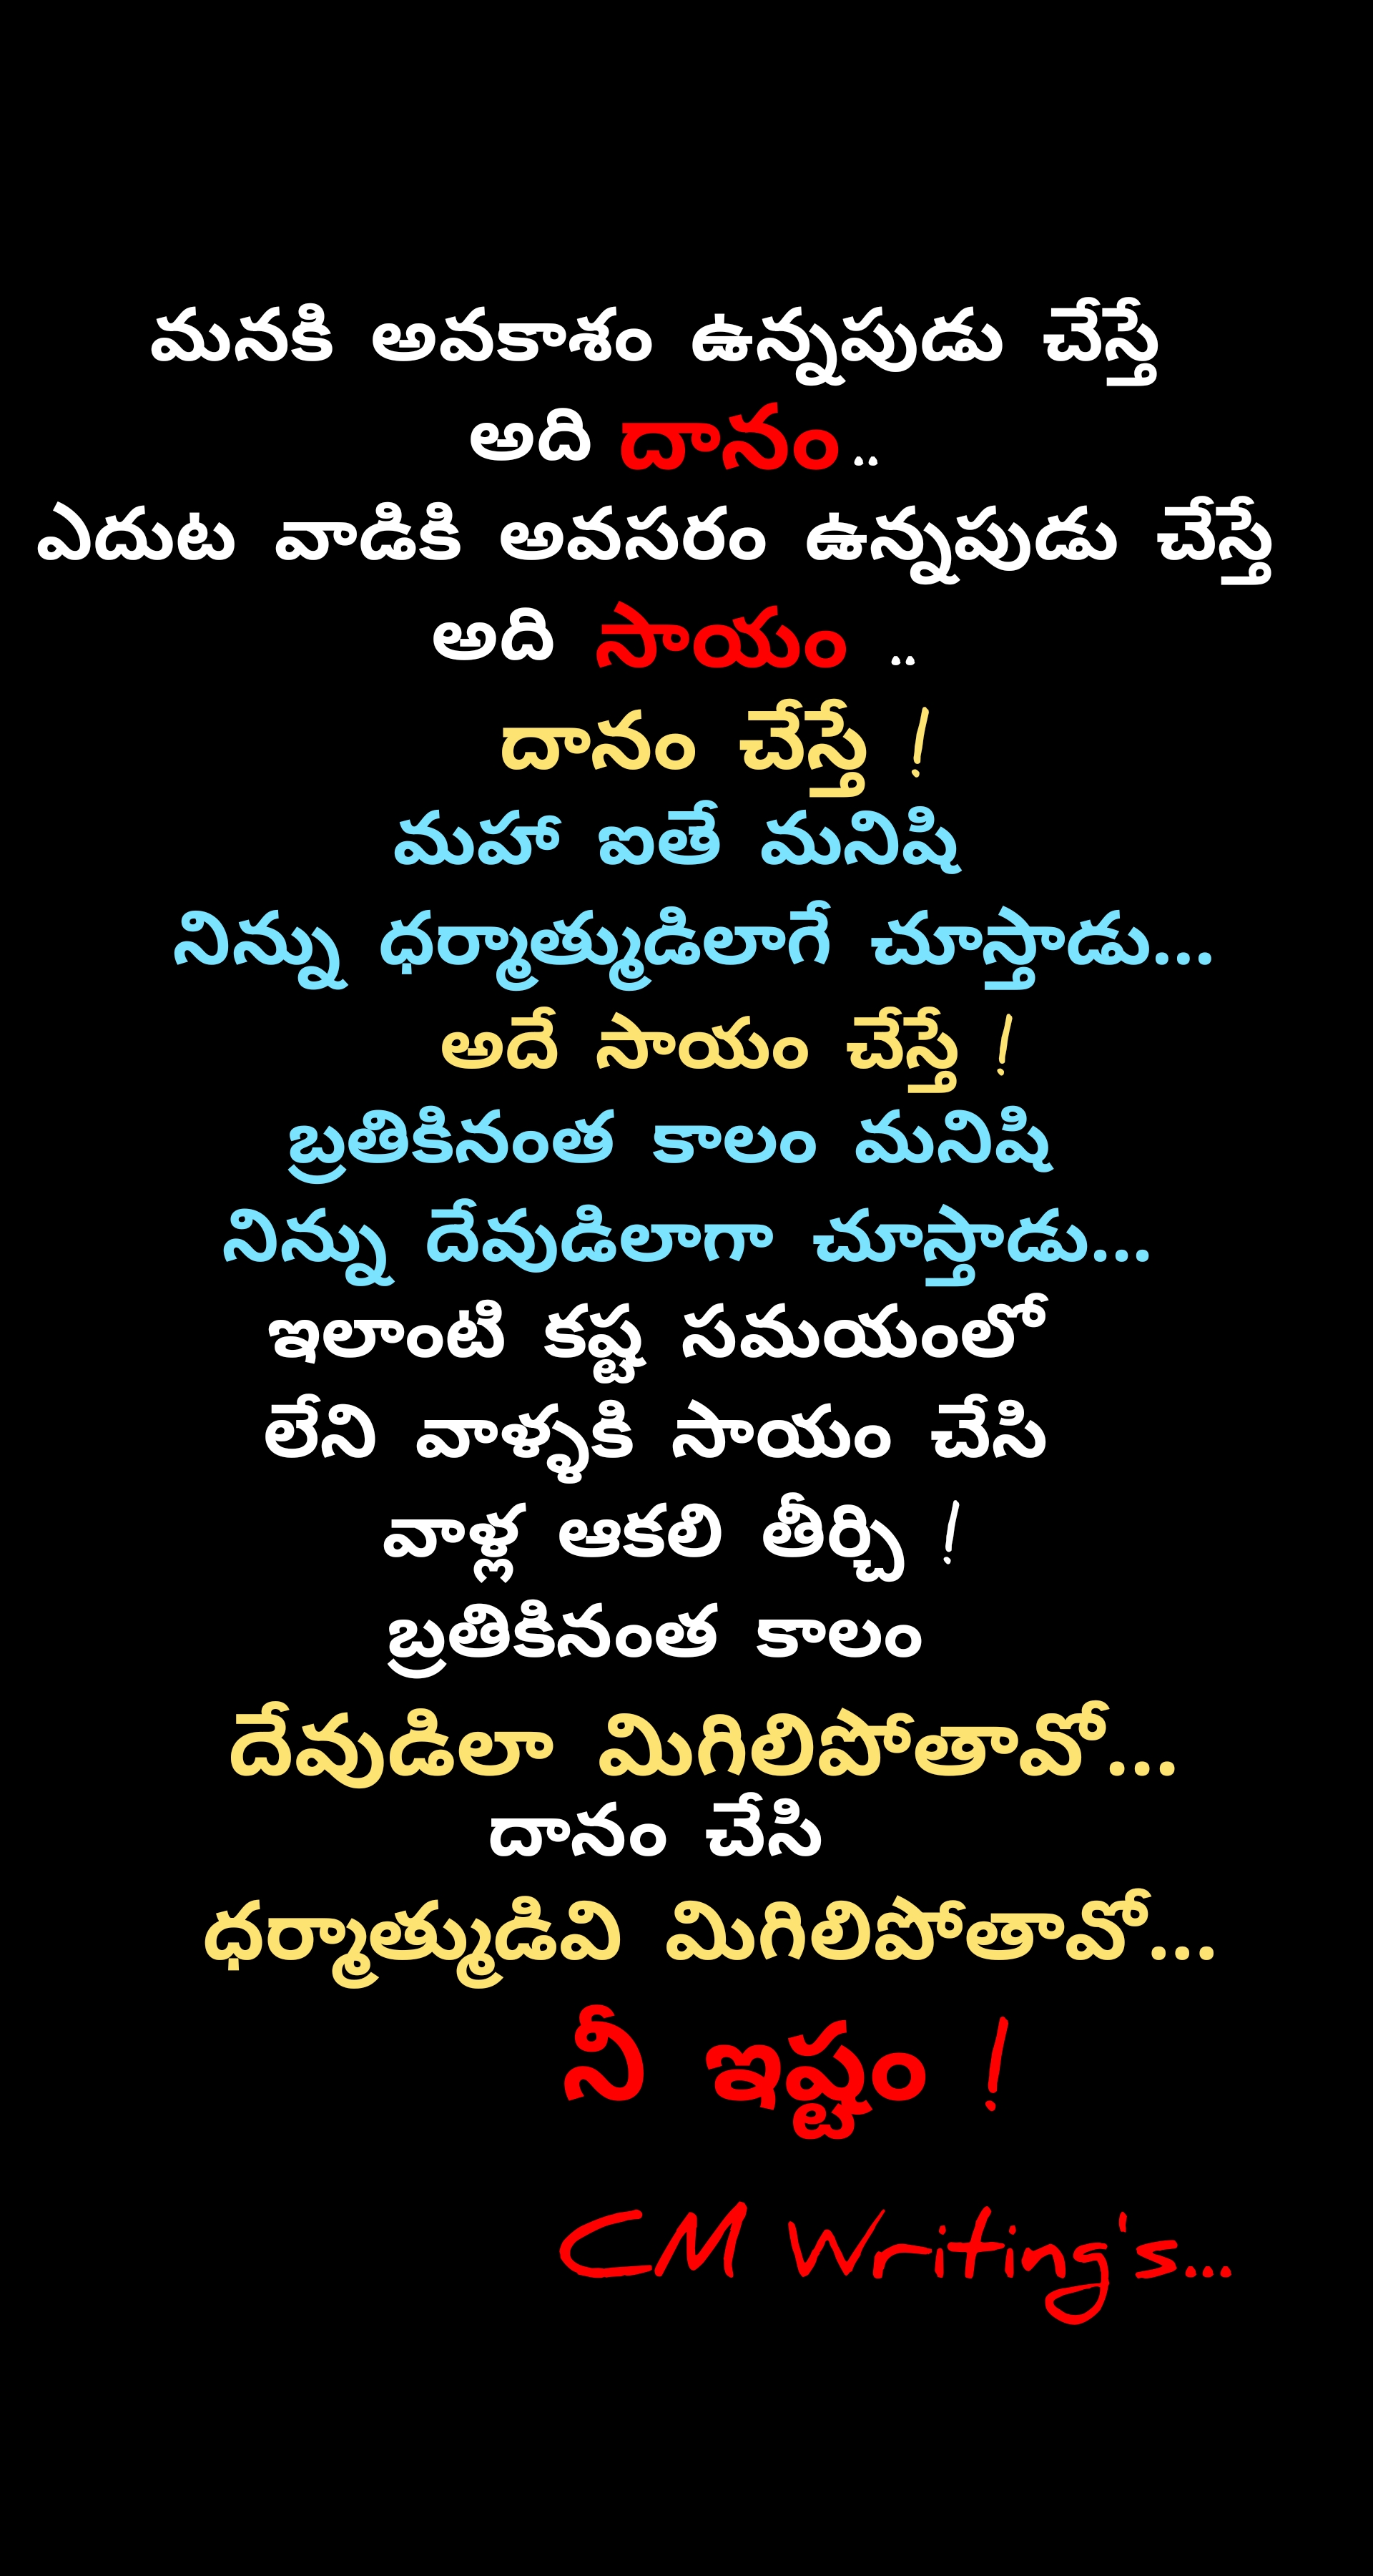 మనకి అవకాశం ఉన్నపుడు చేస్తే
అది దానం..
ఎదుట వాడికి అవసరం ఉన్నపుడు చేస్తే
అది సాయం ..
దానం చేస్తే !
మహా ఐతే మనిషి
నిన్ను ధర్మాత్ముడిలాగే చూస్తాడు...
అదే సాయం చేస్తే !
బ్రతికినంత కాలం మనిషి
నిన్ను దేవుడిలాగా చూస్తాడు...
ఇలాంటి కష్ట సమయంలో
లేని వాళ్ళకి సాయం చేసి
వాళ్ల ఆకలి తీర్చి !
బ్రతికినంత కాలం
దేవుడిలా మిగిలిపోతావో...
దానం చేసి
ధర్మాత్ముడివి మిగిలిపోతావో...
నీ ఇష్టం !
CM Writing's...